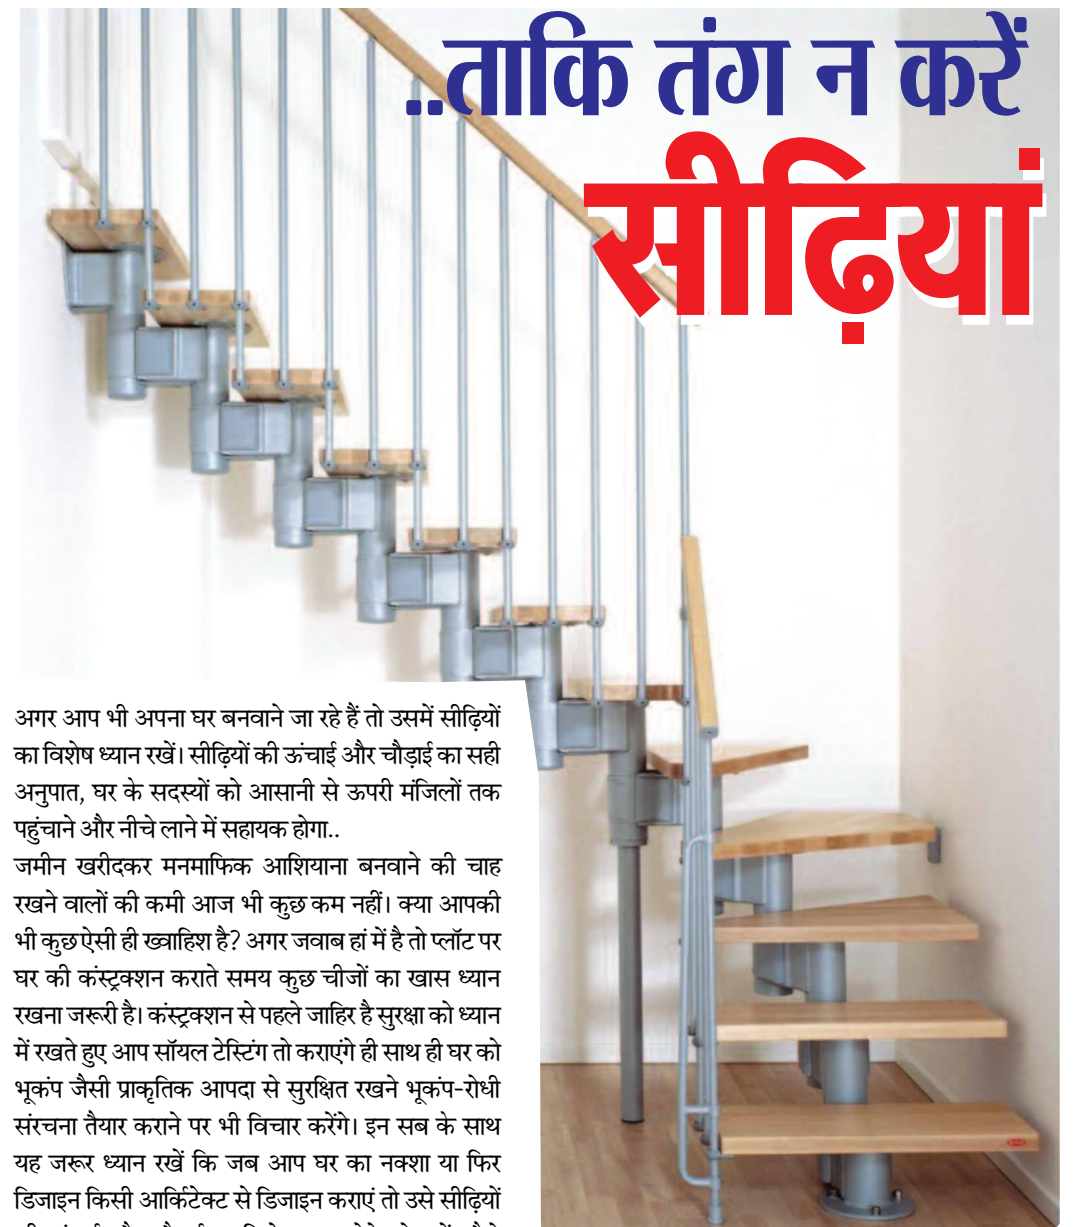 ..ताकि तंग न करें
सीढ़ियां
अगर आप भी अपना घर बनवाने जा रहे हैं तो उसमें सीढ़ियों
का विशेष ध्यान रखें। सीढ़ियों की ऊंचाई और चौड़ाई का सही
अनुपात, घर के सदस्यों को आसानी से ऊपरी मंजिलों तक
पहुंचाने और नीचे लाने में सहायक होगा..
जमीन खरीदकर मनमाफिक आशियाना बनवाने की चाह
रखने वालों की कमी आज भी कुछ कम नहीं। क्या आपकी
भी कुछ ऐसी ही ख्वाहिश है? अगर जवाब हां में है तो प्लॉट पर
घर की कंस्ट्रक्शन कराते समय कुछ चीजों का खास ध्यान
रखना जरूरी है। कंस्ट्रक्शन से पहले जाहिर है सुरक्षा को ध्यान
में रखते हुए आप सॉयल टेस्टिंग तो कराएंगे ही साथ ही घर को
भूकंप जैसी प्राकृतिक आपदा से सुरक्षित रखने भूकंप-रोधी
संरचना तैयार कराने पर भी विचार करेंगे। इन सब के साथ
यह जरूर ध्यान रखें कि जब आप घर का नक्शा या फिर
डिजाइन किसी आर्किटेक्ट से डिजाइन कराएं तो उसे सीढ़ियों